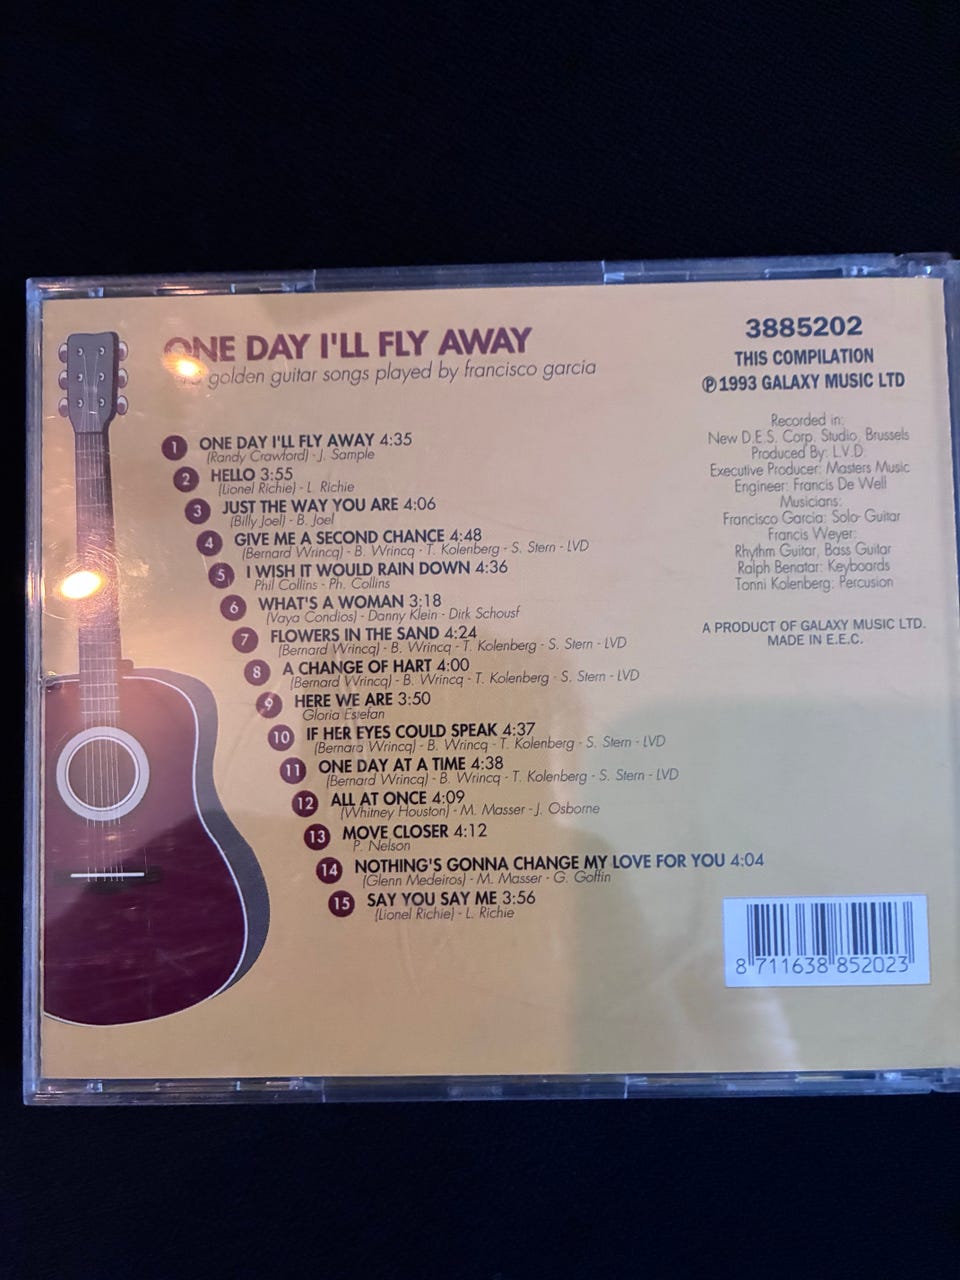 ONE DAY I'LL FLY AWAY
golden guitar songs played by francisco garcia
1 ONE DAY I'LL FLY AWAY 4:35
(Randy Crawford) - J. Sample
2 HELLO 3:55
(Lionel Richie) - L. Richie
3 JUST THE WAY YOU ARE 4:06
(Billy Joel) - B. Joel
4 GIVE ME A SECOND CHANCE 4:48
(Bernard Wrincq) - B. Wrincq - T. Kolenberg - S. Stern - LVD
5 I WISH IT WOULD RAIN DOWN 4:36
Phil Collins - Ph. Collins
6 WHAT'S A WOMAN 3:18
(Vaya Condios) - Danny Klein - Dirk Schousf
7 FLOWERS IN THE SAND 4:24
(Bernard Wrincq) - B. Wrincq - T. Kolenberg - S. Stern - LVD
8 A CHANGE OF HART 4:00
(Bernard Wrincq) - B. Wrincq - T. Kolenberg - S. Stern - LVD
9 HERE WE ARE 3:50
Gloria Estefan
10 IF HER EYES COULD SPEAK 4:37
(Bernard Wrincq) - B. Wrincq - T. Kolenberg - S. Stern - LVD
11 ONE DAY AT A TIME 4:38
(Bernard Wrincq) - B. Wrincq - T. Kolenberg - S. Stern - LVD
12 ALL AT ONCE 4:09
(Whitney Houston) - M. Masser - J. Osborne
13 MOVE CLOSER 4:12
P. Nelson
14 NOTHING'S GONNA CHANGE MY LOVE FOR YOU 4:04
(Glenn Medeiros) - M. Masser - G. Goffin
15 SAY YOU SAY ME 3:56
(Lionel Richie) - L. Richie
3885202
THIS COMPILATION
℗ 1993 GALAXY MUSIC LTD
Recorded in:
New D.E.S. Corp. Studio, Brussels
Produced By: L.V.D.
Executive Producer: Masters Music
Engineer: Francis De Well
Musicians:
Francisco Garcia: Solo- Guitar
Francis Weyer:
Rhythm Guitar, Bass Guitar
Ralph Benatar: Keyboards
Tonni Kolenberg: Percusion
A PRODUCT OF GALAXY MUSIC LTD.
MADE IN E.E.C.
8 711638 852023